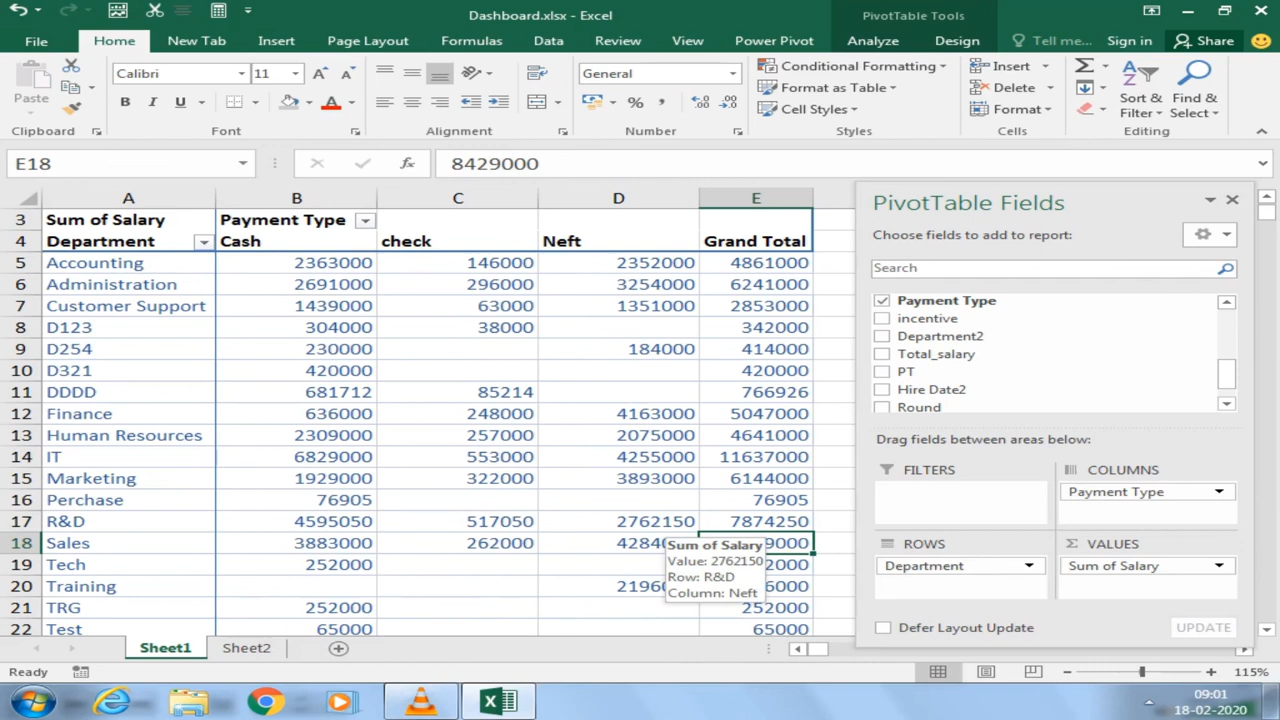 Dashboard.xlsx - Excel
PivotTable Tools
File Home New Tab Insert Page Layout Formulas Data Review View Power Pivot Analyze Design Tell me... Sign in Share
Paste
Calibri 11
B I U A
General
%
Conditional Formatting
Format as Table
Cell Styles
Insert
Delete
Format
Sort & Filter
Find & Select
Clipboard Font Alignment Number Styles Cells Editing
E18 fx 8429000
A B C D E
3 Sum of Salary Payment Type
4 Department Cash check Neft Grand Total
5 Accounting 2363000 146000 2352000 4861000
6 Administration 2691000 296000 3254000 6241000
7 Customer Support 1439000 63000 1351000 2853000
8 D123 304000 38000 342000
9 D254 230000 184000 414000
10 D321 420000 420000
11 DDDD 681712 85214 766926
12 Finance 636000 248000 4163000 5047000
13 Human Resources 2309000 257000 2075000 4641000
14 IT 6829000 553000 4255000 11637000
15 Marketing 1929000 322000 3893000 6144000
16 Perchase 76905 76905
17 R&D 4595050 517050 2762150 7874250
18 Sales 3883000 262000
19 Tech 252000
20 Training
21 TRG 252000 252000
22 Test 65000 65000
Sum of Salary
Value: 2762150
Row: R&D
Column: Neft
PivotTable Fields
Choose fields to add to report:
Search
Payment Type
incentive
Department2
Total_salary
PT
Hire Date2
Round
Drag fields between areas below:
FILTERS COLUMNS
Payment Type
ROWS VALUES
Department Sum of Salary
Defer Layout Update UPDATE
Sheet1 Sheet2
Ready 115%
09:01
18-02-2020